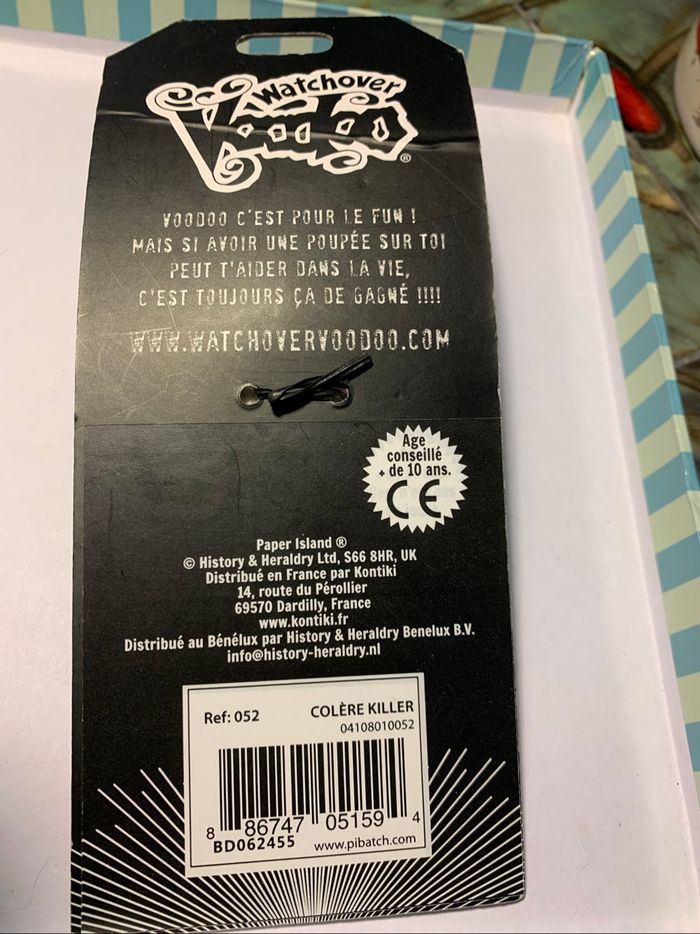 Watchover
Voodoo
®
VOODOO C'EST POUR LE FUN !
MAIS SI AVOIR UNE POUPÉE SUR TOI
PEUT T'AIDER DANS LA VIE,
C'EST TOUJOURS ÇA DE GAGNÉ !!!!
WWW.WATCHOVERVOODOO.COM
Age
conseillé
+ de 10 ans.
CE
Paper Island ®
© History & Heraldry Ltd, S66 8HR, UK
Distribué en France par Kontiki
14, route du Pérollier
69570 Dardilly, France
www.kontiki.fr
Distribué au Bénélux par History & Heraldry Benelux B.V.
info@history-heraldry.nl
Ref: 052 COLÈRE KILLER
04108010052
8 86747 05159 4
BD062455 www.pibatch.com